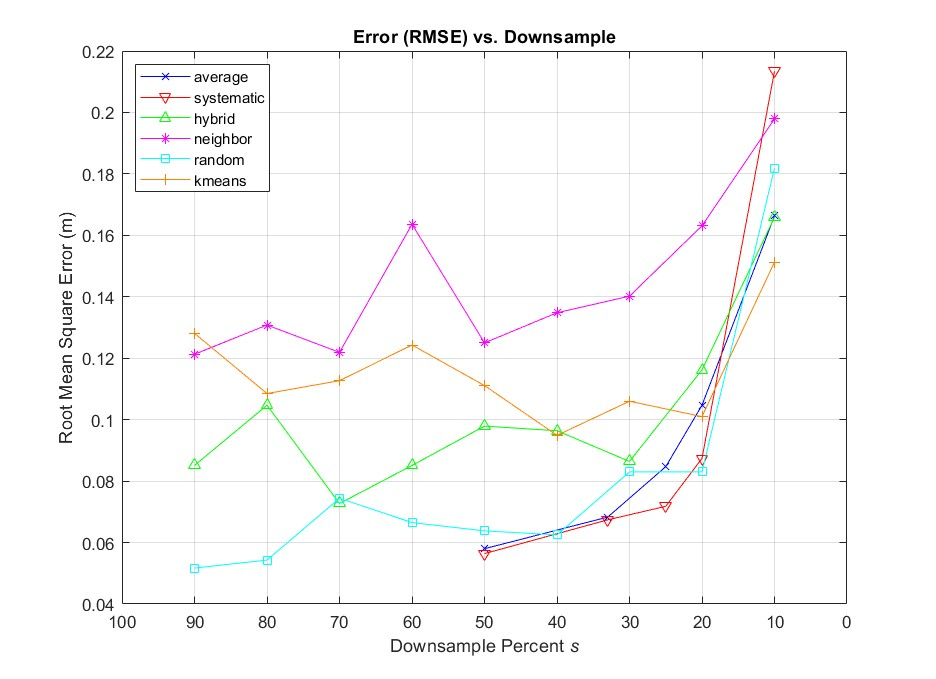 Error (RMSE) vs. Downsample
0.22
0.2
0.18
0.16
0.14
0.12
0.1
0.08
0.06
0.04
Root Mean Square Error (m)
average
systematic
hybrid
neighbor
random
kmeans
100 90 80 70 60 50 40 30 20 10 0
Downsample Percent s